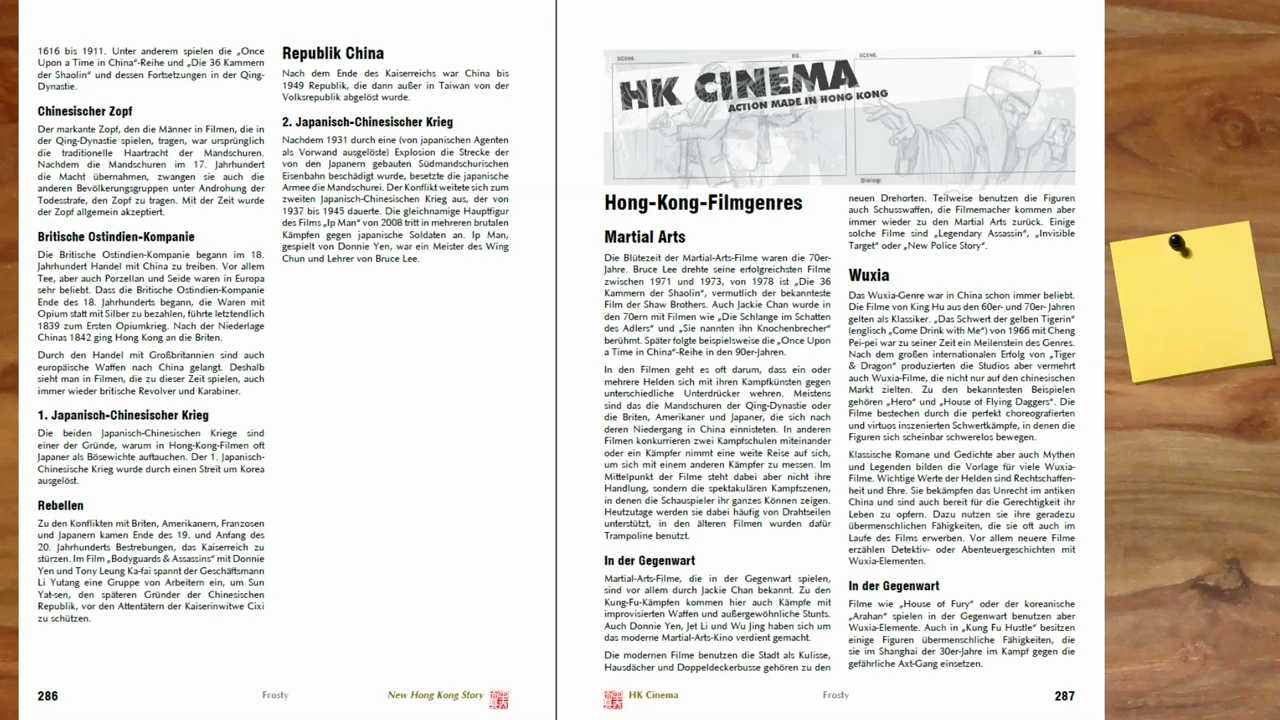 1616 bis 1911. Unter anderem spielen die „Once
Upon a Time in China“-Reihe und „Die 36 Kammern
der Shaolin“ und dessen Fortsetzungen in der Qing-
Dynastie.
Chinesischer Zopf
Der markante Zopf, den die Männer in Filmen, die in
der Qing-Dynastie spielen, tragen, war ursprünglich
die traditionelle Haartracht der Mandschuren.
Nachdem die Mandschuren im 17. Jahrhundert
die Macht übernahmen, zwangen sie auch die
anderen Bevölkerungsgruppen unter Androhung der
Todesstrafe, den Zopf zu tragen. Mit der Zeit wurde
der Zopf allgemein akzeptiert.
Britische Ostindien-Kompanie
Die Britische Ostindien-Kompanie begann im 18.
Jahrhundert Handel mit China zu treiben. Vor allem
Tee, aber auch Porzellan und Seide waren in Europa
sehr beliebt. Dass die Britische Ostindien-Kompanie
Ende des 18. Jahrhunderts begann, die Waren mit
Opium statt mit Silber zu bezahlen, führte letztendlich
1839 zum Ersten Opiumkrieg. Nach der Niederlage
Chinas 1842 ging Hong Kong an die Briten.
Durch den Handel mit Großbritannien sind auch
europäische Waffen nach China gelangt. Deshalb
sieht man in Filmen, die zu dieser Zeit spielen, auch
immer wieder britische Revolver und Karabiner.
1. Japanisch-Chinesischer Krieg
Die beiden Japanisch-Chinesischen Kriege sind
einer der Gründe, warum in Hong-Kong-Filmen oft
Japaner als Bösewichte auftauchen. Der 1. Japanisch-
Chinesische Krieg wurde durch einen Streit um Korea
ausgelöst.
Rebellen
Zu den Konflikten mit Briten, Amerikanern, Franzosen
und Japanern kamen Ende des 19. und Anfang des
20. Jahrhunderts Bestrebungen, das Kaiserreich zu
stürzen. Im Film „Bodyguards & Assassins“ mit Donnie
Yen und Tony Leung Ka-fai spannt der Geschäftsmann
Li Yutang eine Gruppe von Arbeitern ein, um Sun
Yat-sen, den späteren Gründer der Chinesischen
Republik, vor den Attentätern der Kaiserinwitwe Cixi
zu schützen.
Republik China
Nach dem Ende des Kaiserreichs war China bis
1949 Republik, die dann außer in Taiwan von der
Volksrepublik abgelöst wurde.
2. Japanisch-Chinesischer Krieg
Nachdem 1931 durch eine (von japanischen Agenten
als Vorwand ausgelöste) Explosion die Strecke der
von den Japanern gebauten Südmandschurischen
Eisenbahn beschädigt wurde, besetzte die japanische
Armee die Mandschurei. Der Konflikt weitete sich zum
zweiten Japanisch-Chinesischen Krieg aus, der von
1937 bis 1945 dauerte. Die gleichnamige Hauptfigur
des Films „Ip Man“ von 2008 tritt in mehreren brutalen
Kämpfen gegen japanische Soldaten an. Ip Man,
gespielt von Donnie Yen, war ein Meister des Wing
Chun und Lehrer von Bruce Lee.
286
Frosty
New Hong Kong Story
SCENE.
BG.
SCENE.
BG.
HK CINEMA
ACTION MADE IN HONG KONG
Dialog:
Hong-Kong-Filmgenres
Martial Arts
Die Blütezeit der Martial-Arts-Filme waren die 70er-
Jahre. Bruce Lee drehte seine erfolgreichsten Filme
zwischen 1971 und 1973, von 1978 ist „Die 36
Kammern der Shaolin“, vermutlich der bekannteste
Film der Shaw Brothers. Auch Jackie Chan wurde in
den 70ern mit Filmen wie „Die Schlange im Schatten
des Adlers“ und „Sie nannten ihn Knochenbrecher“
berühmt. Später folgte beispielsweise die „Once Upon
a Time in China“-Reihe in den 90er-Jahren.
In den Filmen geht es oft darum, dass ein oder
mehrere Helden sich mit ihren Kampfkünsten gegen
unterschiedliche Unterdrücker wehren. Meistens
sind das die Mandschuren der Qing-Dynastie oder
die Briten, Amerikaner und Japaner, die sich nach
deren Niedergang in China einnisteten. In anderen
Filmen konkurrieren zwei Kampfschulen miteinander
oder ein Kämpfer nimmt eine weite Reise auf sich,
um sich mit einem anderen Kämpfer zu messen. Im
Mittelpunkt der Filme steht dabei aber nicht ihre
Handlung, sondern die spektakulären Kampfszenen,
in denen die Schauspieler ihr ganzes Können zeigen.
Heutzutage werden sie dabei häufig von Drahtseilen
unterstützt, in den älteren Filmen wurden dafür
Trampoline benutzt.
In der Gegenwart
Martial-Arts-Filme, die in der Gegenwart spielen,
sind vor allem durch Jackie Chan bekannt. Zu den
Kung-Fu-Kämpfen kommen hier auch Kämpfe mit
improvisierten Waffen und außergewöhnliche Stunts.
Auch Donnie Yen, Jet Li und Wu Jing haben sich um
das moderne Martial-Arts-Kino verdient gemacht.
Die modernen Filme benutzen die Stadt als Kulisse,
Hausdächer und Doppeldeckerbusse gehören zu den
neuen Drehorten. Teilweise benutzen die Figuren
auch Schusswaffen, die Filmemacher kommen aber
immer wieder zu den Martial Arts zurück. Einige
solche Filme sind „Legendary Assassin“, „Invisible
Target“ oder „New Police Story“.
Wuxia
Das Wuxia-Genre war in China schon immer beliebt.
Die Filme von King Hu aus den 60er- und 70er- Jahren
gelten als Klassiker. „Das Schwert der gelben Tigerin“
(englisch „Come Drink with Me“) von 1966 mit Cheng
Pei-pei war zu seiner Zeit ein Meilenstein des Genres.
Nach dem großen internationalen Erfolg von „Tiger
& Dragon“ produzierten die Studios aber vermehrt
auch Wuxia-Filme, die nicht nur auf den chinesischen
Markt zielten. Zu den bekanntesten Beispielen
gehören „Hero“ und „House of Flying Daggers“. Die
Filme bestechen durch die perfekt choreografierten
und virtuos inszenierten Schwertkämpfe, in denen die
Figuren sich scheinbar schwerelos bewegen.
Klassische Romane und Gedichte aber auch Mythen
und Legenden bilden die Vorlage für viele Wuxia-
Filme. Wichtige Werte der Helden sind Rechtschaffen-
heit und Ehre. Sie bekämpfen das Unrecht im antiken
China und sind auch bereit für die Gerechtigkeit ihr
Leben zu opfern. Dazu nutzen sie ihre geradezu
übermenschlichen Fähigkeiten, die sie oft auch im
Laufe des Films erwerben. Vor allem neuere Filme
erzählen Detektiv- oder Abenteuergeschichten mit
Wuxia-Elementen.
In der Gegenwart
Filme wie „House of Fury“ oder der koreanische
„Arahan“ spielen in der Gegenwart benutzen aber
Wuxia-Elemente. Auch in „Kung Fu Hustle“ besitzen
einige Figuren übermenschliche Fähigkeiten, die
sie im Shanghai der 30er-Jahre im Kampf gegen die
gefährliche Axt-Gang einsetzen.
HK Cinema
Frosty
287